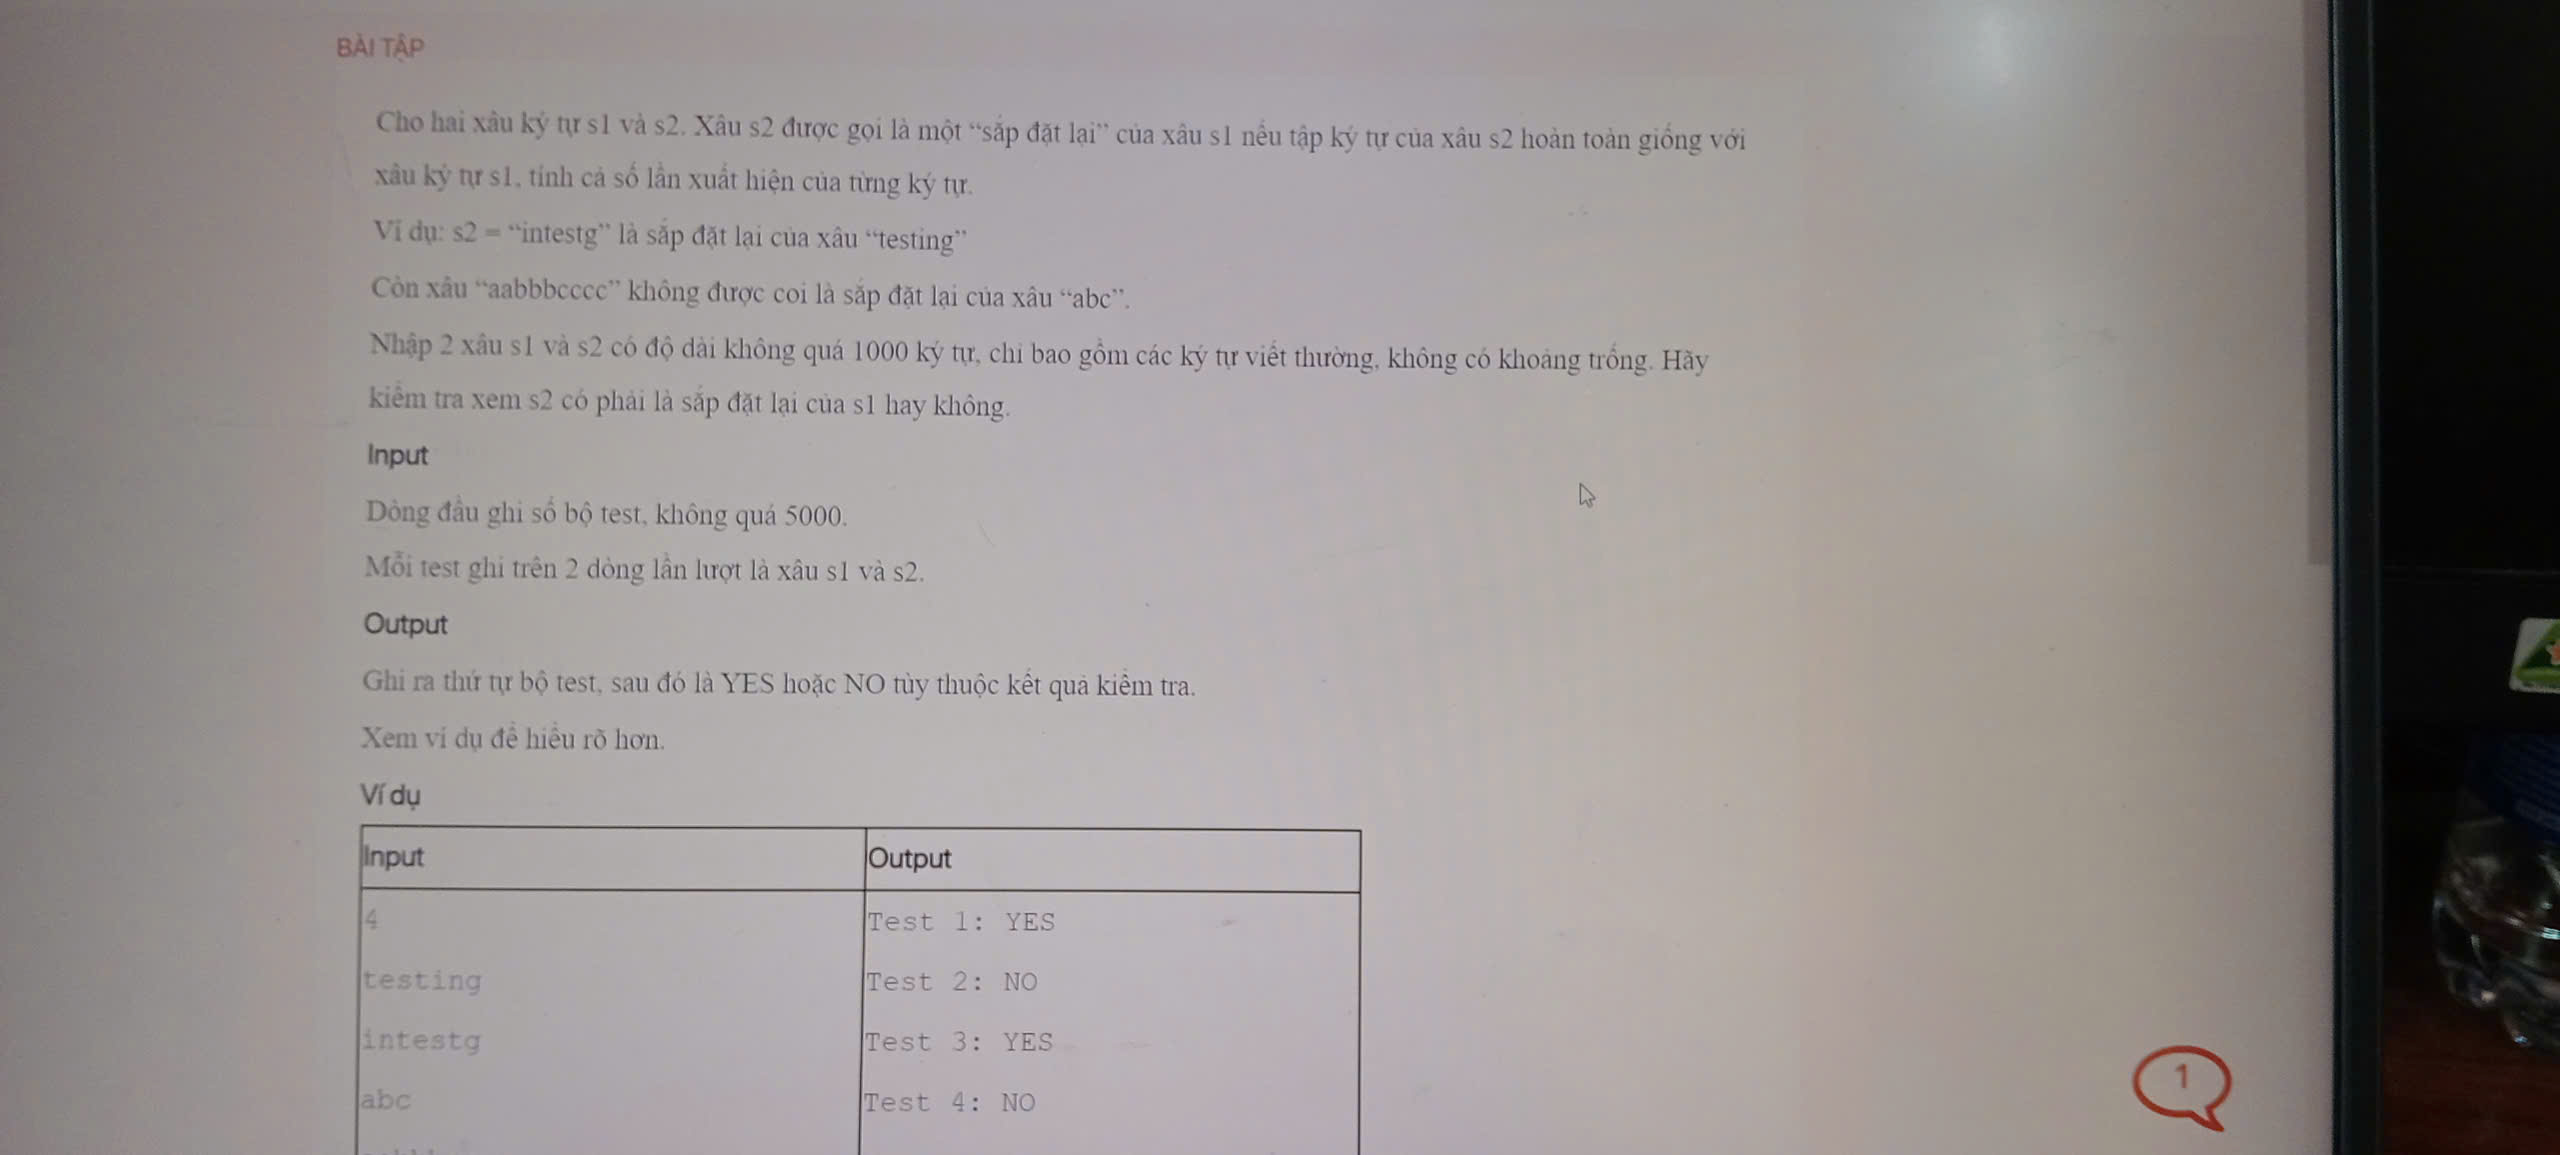 BÀI TẬP
Cho hai xâu ký tự s1 và s2. Xâu s2 được gọi là một “sắp đặt lại” của xâu s1 nếu tập ký tự của xâu s2 hoàn toàn giống với
xâu ký tự s1, tính cả số lần xuất hiện của từng ký tự.
Ví dụ: s2 = “intestg” là sắp đặt lại của xâu “testing”
Còn xâu “aabbbcccc” không được coi là sắp đặt lại của xâu “abc”.
Nhập 2 xâu s1 và s2 có độ dài không quá 1000 ký tự, chỉ bao gồm các ký tự viết thường, không có khoảng trống. Hãy
kiểm tra xem s2 có phải là sắp đặt lại của s1 hay không.
Input
Dòng đầu ghi số bộ test, không quá 5000.
Mỗi test ghi trên 2 dòng lần lượt là xâu s1 và s2.
Output
Ghi ra thứ tự bộ test, sau đó là YES hoặc NO tùy thuộc kết quả kiểm tra.
Xem ví dụ để hiểu rõ hơn.
Ví dụ
Input Output
4 Test 1: YES
testing Test 2: NO
intestg Test 3: YES
abc Test 4: NO
1